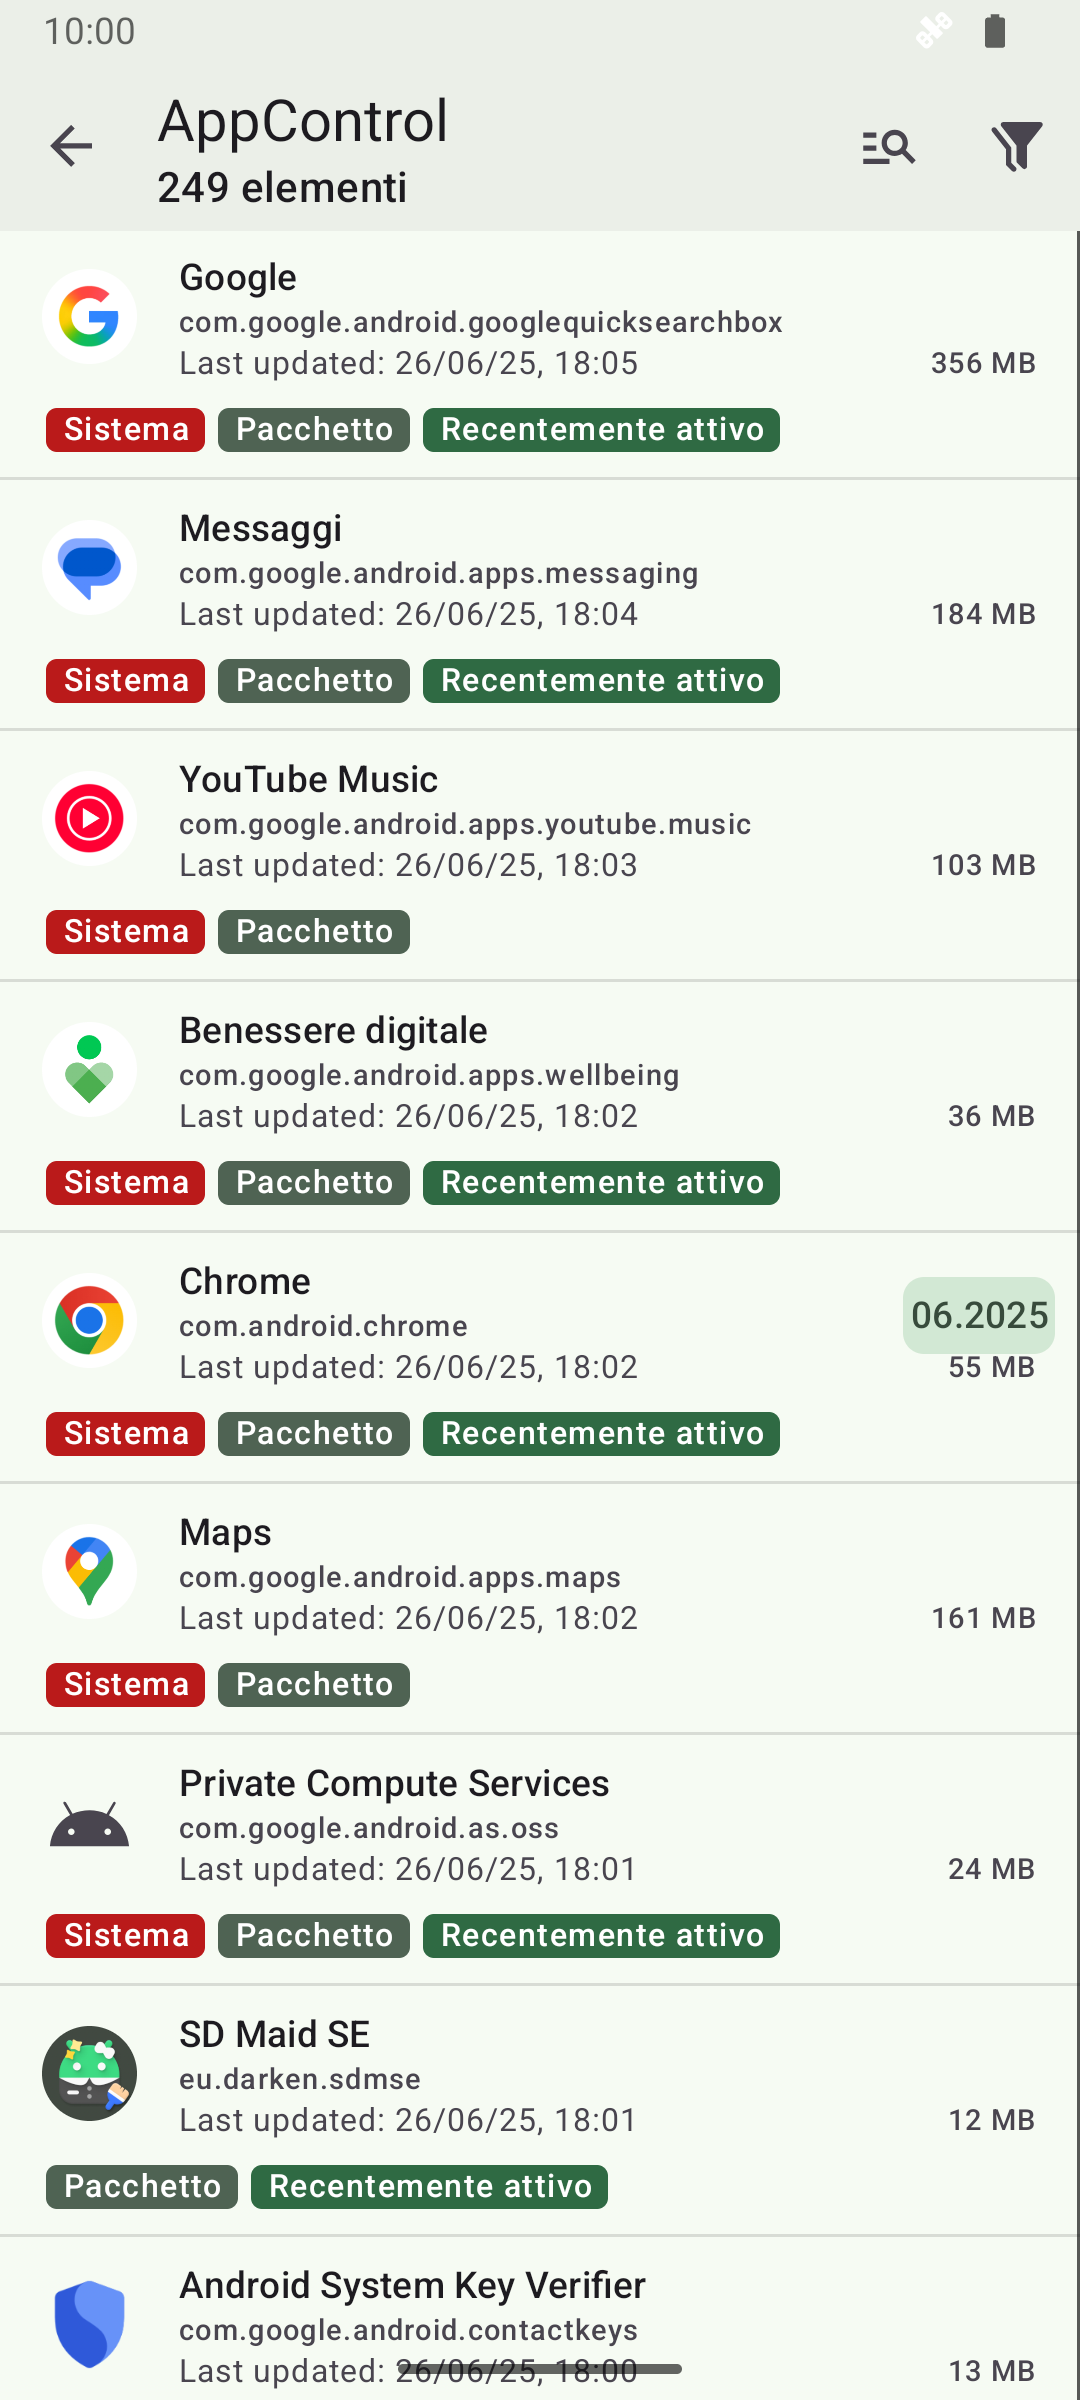 10:00
AppControl
249 elementi
Google
com.google.android.googlequicksearchbox
Last updated: 26/06/25, 18:05
356 MB
Sistema Pacchetto Recentemente attivo
Messaggi
com.google.android.apps.messaging
Last updated: 26/06/25, 18:04
184 MB
Sistema Pacchetto Recentemente attivo
YouTube Music
com.google.android.apps.youtube.music
Last updated: 26/06/25, 18:03
103 MB
Sistema Pacchetto
Benessere digitale
com.google.android.apps.wellbeing
Last updated: 26/06/25, 18:02
36 MB
Sistema Pacchetto Recentemente attivo
Chrome
com.android.chrome
06.2025
Last updated: 26/06/25, 18:02
55 MB
Sistema Pacchetto Recentemente attivo
Maps
com.google.android.apps.maps
Last updated: 26/06/25, 18:02
161 MB
Sistema Pacchetto
Private Compute Services
com.google.android.as.oss
Last updated: 26/06/25, 18:01
24 MB
Sistema Pacchetto Recentemente attivo
SD Maid SE
eu.darken.sdmse
Last updated: 26/06/25, 18:01
12 MB
Pacchetto Recentemente attivo
Android System Key Verifier
com.google.android.contactkeys
Last updated: 26/06/25, 18:00
13 MB